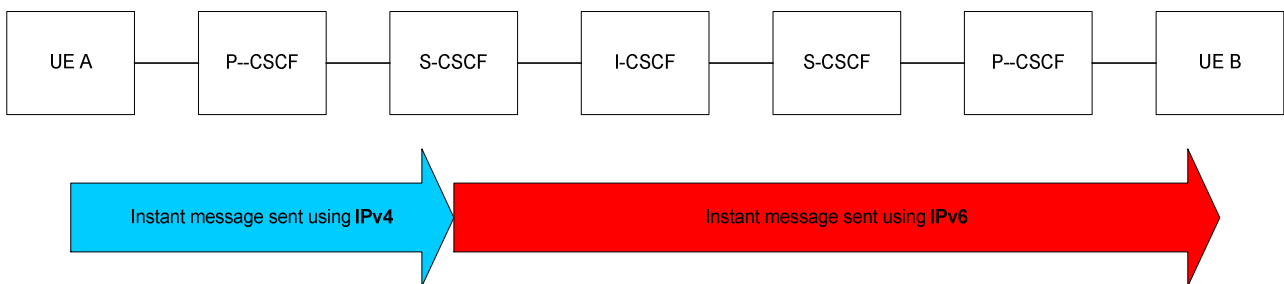 UE A
P--CSCF
S-CSCF
I-CSCF
S-CSCF
P--CSCF
UE B
Instant message sent using IPv4
Instant message sent using IPv6